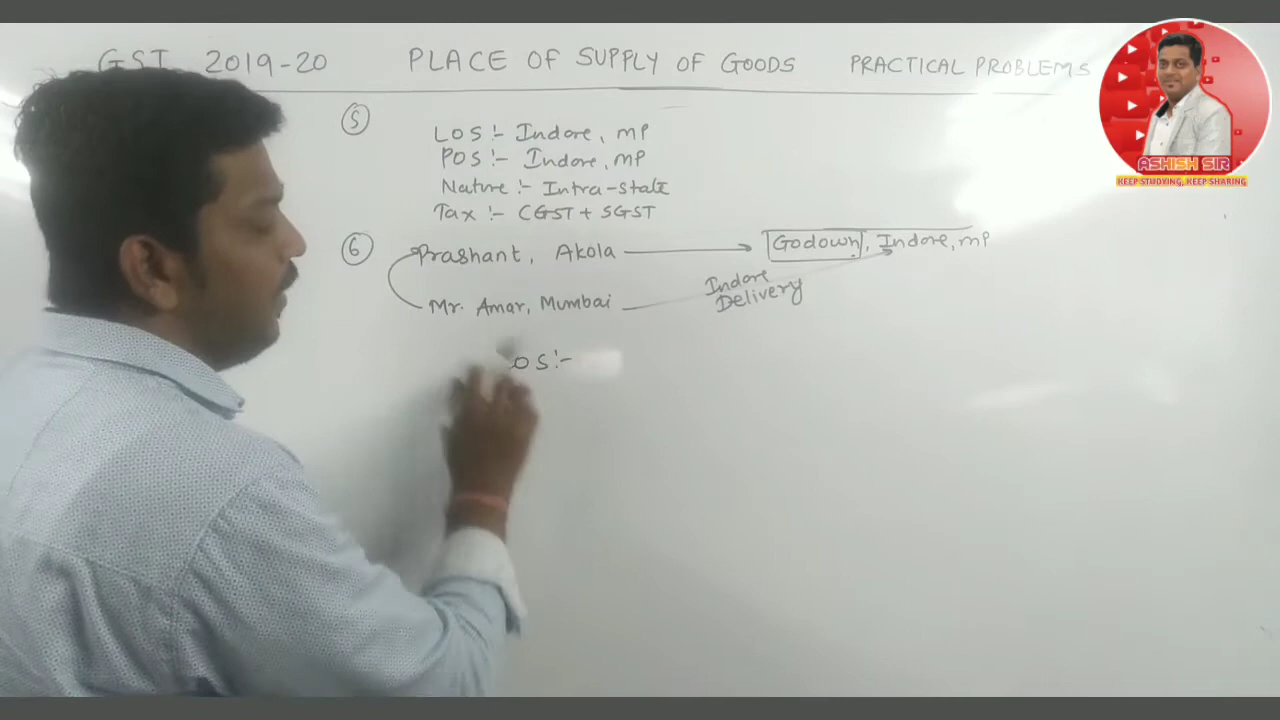 GST 2019-20 PLACE OF SUPPLY OF GOODS PRACTICAL PROBLEMS
ASHISH SIR
KEEP STUDYING, KEEP SHARING
5
LOS:- Indore, MP
POS:- Indore, MP
Nature:- Intra-State
Tax:- CGST + SGST
6 Prashant, Akola Godown, Indore, MP
Mr. Amar, Mumbai Indore Delivery
OS:-